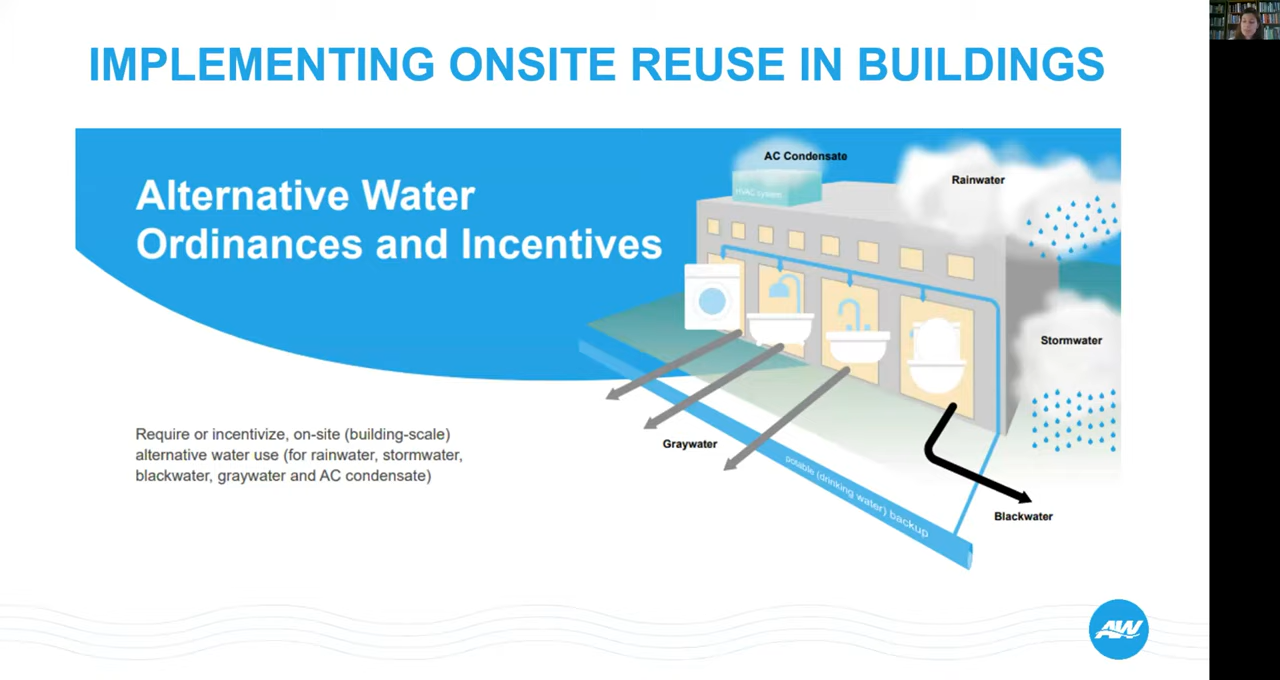 IMPLEMENTING ONSITE REUSE IN BUILDINGS
Alternative Water
Ordinances and Incentives
AC Condensate
HVAC system
Rainwater
Stormwater
Require or incentivize, on-site (building-scale)
alternative water use (for rainwater, stormwater,
blackwater, graywater and AC condensate)
Graywater
potable (drinking water) backup
Blackwater
AW